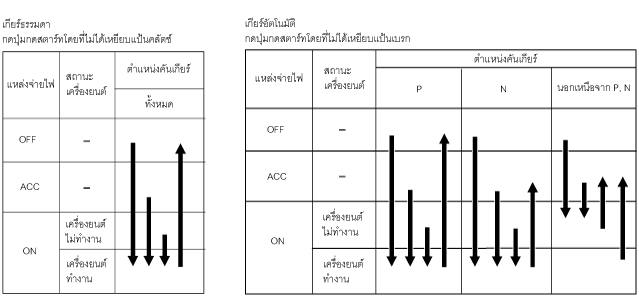 เกียร์ธรรมดา
กดปุ่มกดสตาร์ทโดยที่ไม่ได้เหยียบแป้นคลัตช์
แหล่งจ่ายไฟ
สถานะ
เครื่องยนต์
ตำแหน่งคันเกียร์
ทั้งหมด
OFF
–
ACC
–
ON
เครื่องยนต์
ไม่ทำงาน
เครื่องยนต์
ทำงาน
เกียร์อัตโนมัติ
กดปุ่มกดสตาร์ทโดยที่ไม่ได้เหยียบแป้นเบรก
แหล่งจ่ายไฟ
สถานะ
เครื่องยนต์
ตำแหน่งคันเกียร์
P
N
นอกเหนือจาก P, N
OFF
–
ACC
–
ON
เครื่องยนต์
ไม่ทำงาน
เครื่องยนต์
ทำงาน